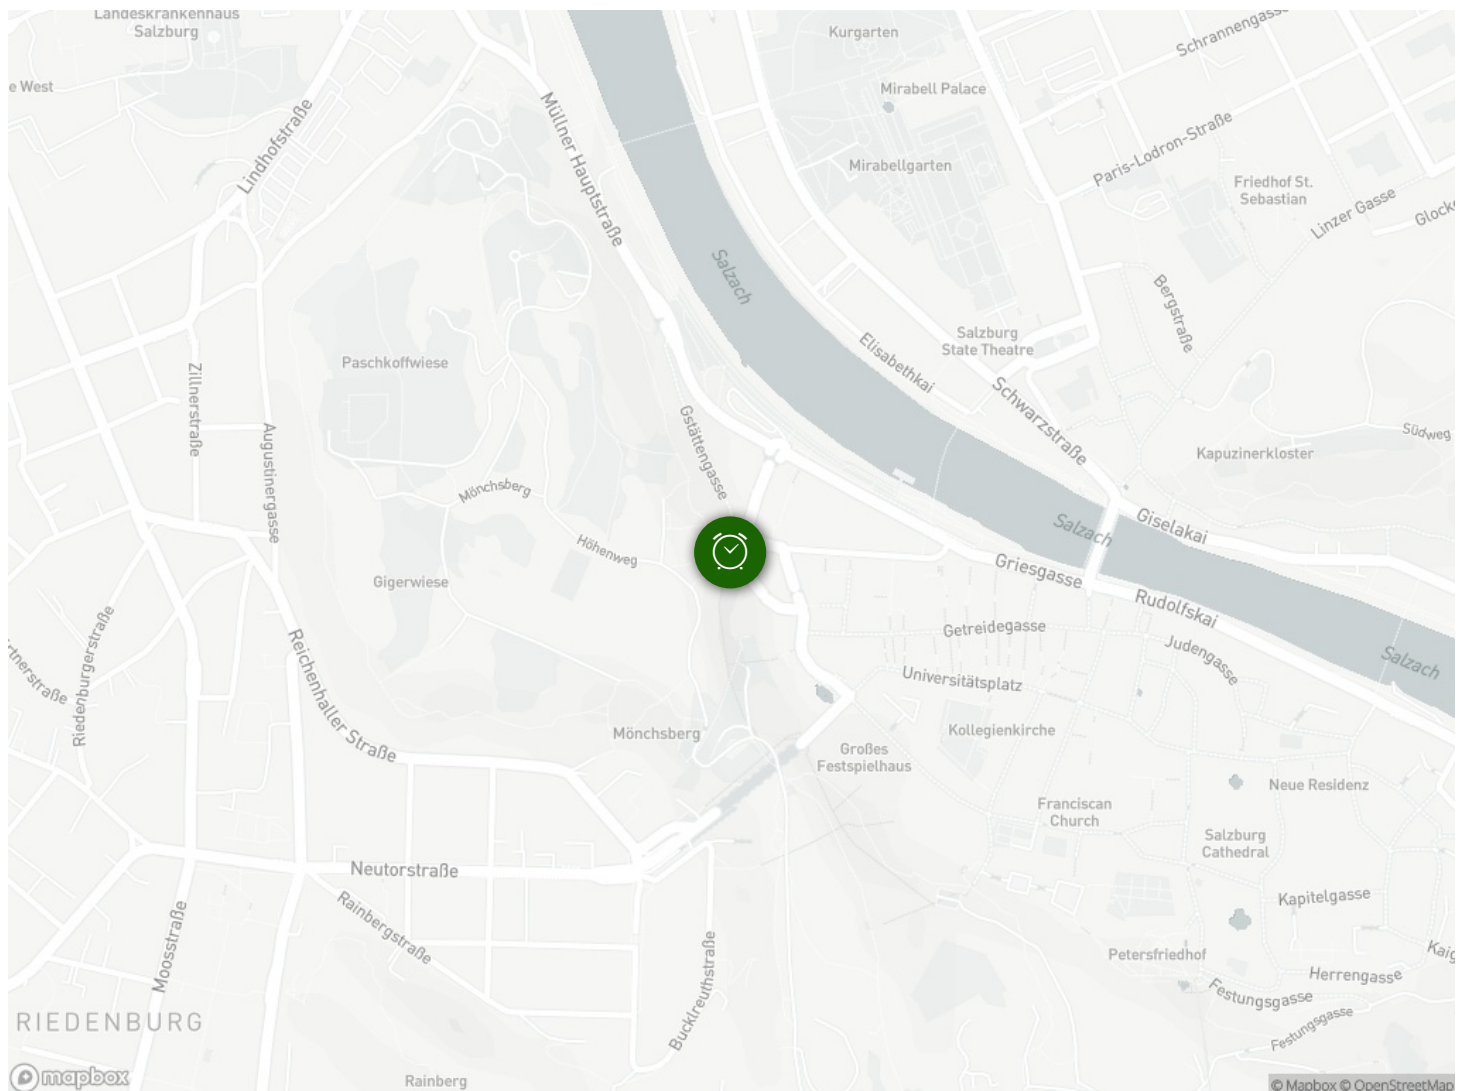 Landeskrankenhaus
Salzburg
Kurgarten
Schrannengasse
e West
Mirabell Palace
Müllner Hauptstraße
Lindhofstraße
Paris-Lodron-Straße
Mirabellgarten
Friedhof St.
Sebastian
Linzer Gasse
Glocke
Salzach
Bergstraße
Salzburg
State Theatre
Elisabethkai
Paschkoffwiese
Zillnerstraße
Schwarzstraße
Gstättengasse
Augustinergasse
Südweg
Kapuzinerkloster
Mönchsberg
Salzach
Giselakai
Höhenweg
Griesgasse
Gigerwiese
Rudolfskai
Getreidegasse
Judengasse
Riedenburgerstraße
rtnerstraße
Salzach
Reichenhaller Straße
Universitätsplatz
Mönchsberg
Kollegienkirche
Großes
Festspielhaus
Neue Residenz
Franciscan
Church
Salzburg
Cathedral
Neutorstraße
Rainbergstraße
Kapitelgasse
Moosstraße
Bucklreuthstraße
Petersfriedhof
Kaig
Herrengasse
Festungsgasse
RIEDENBURG
Festungsgasse
mapbox
Rainberg
© Mapbox © OpenStreetMap